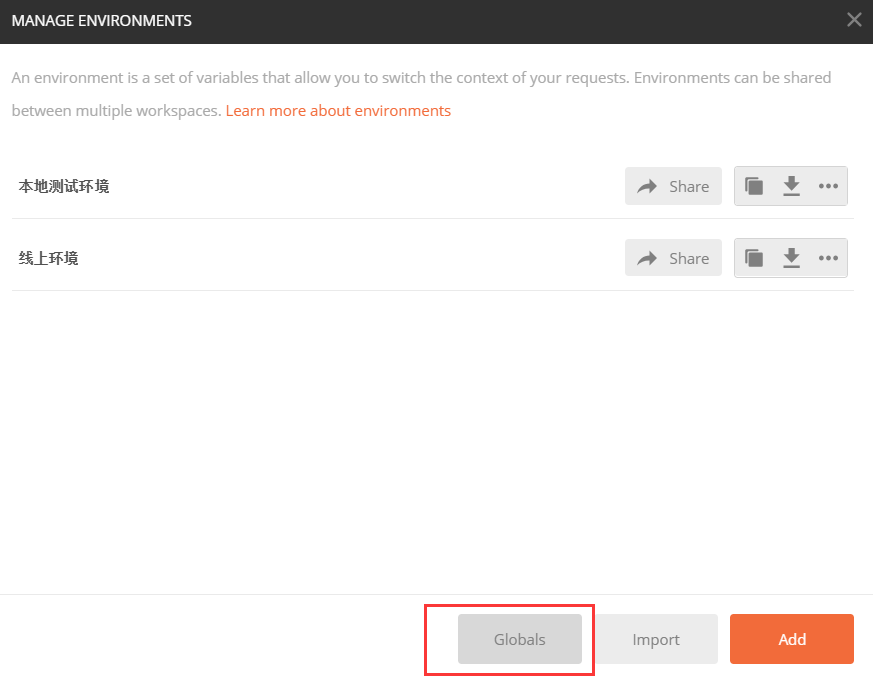 MANAGE ENVIRONMENTS
An environment is a set of variables that allow you to switch the context of your requests. Environments can be shared
between multiple workspaces. Learn more about environments
本地测试环境 Share
线上环境 Share
Globals Import Add